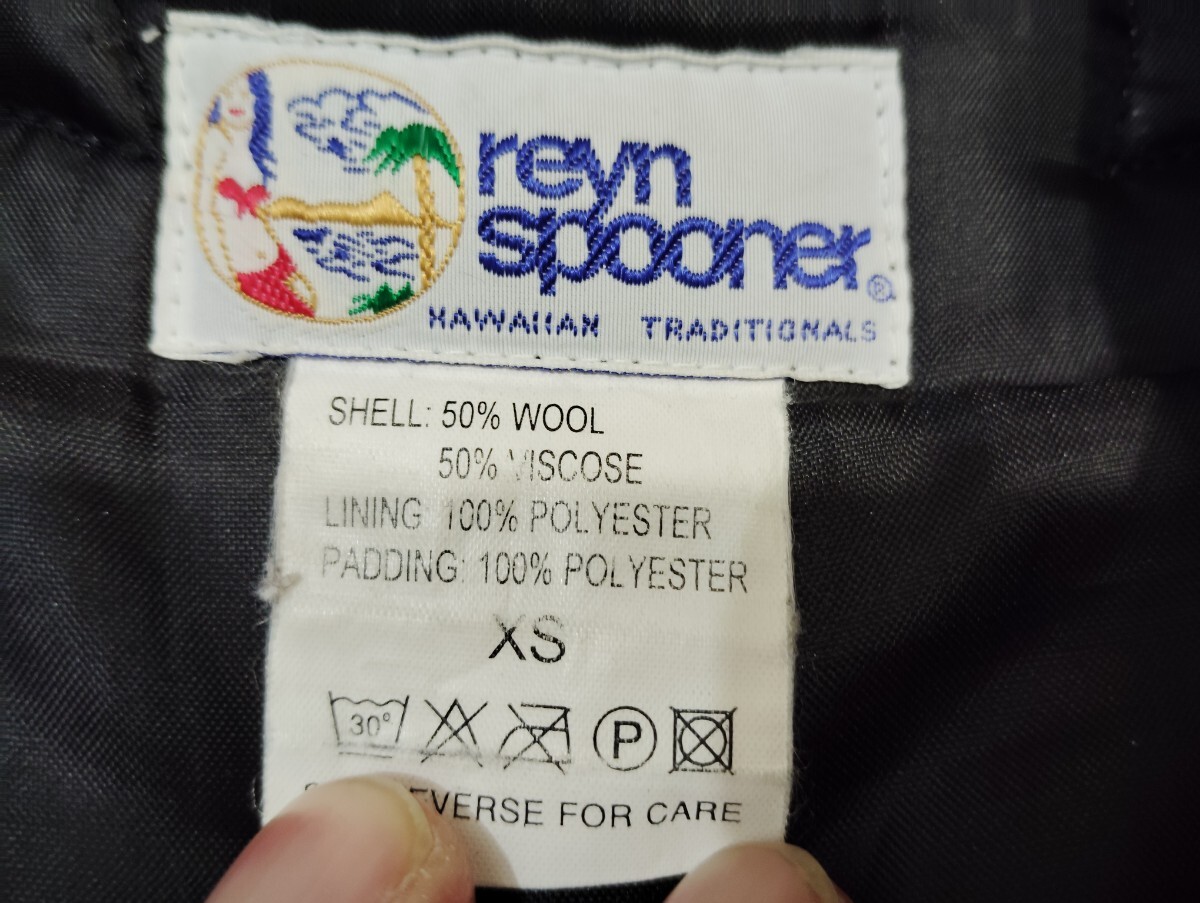 reyn
spooner®
HAWAIIAN TRADITIONALS
SHELL: 50% WOOL
50% VISCOSE
LINING 100% POLYESTER
PADDING: 100% POLYESTER
XS
30° P
FOR CARE